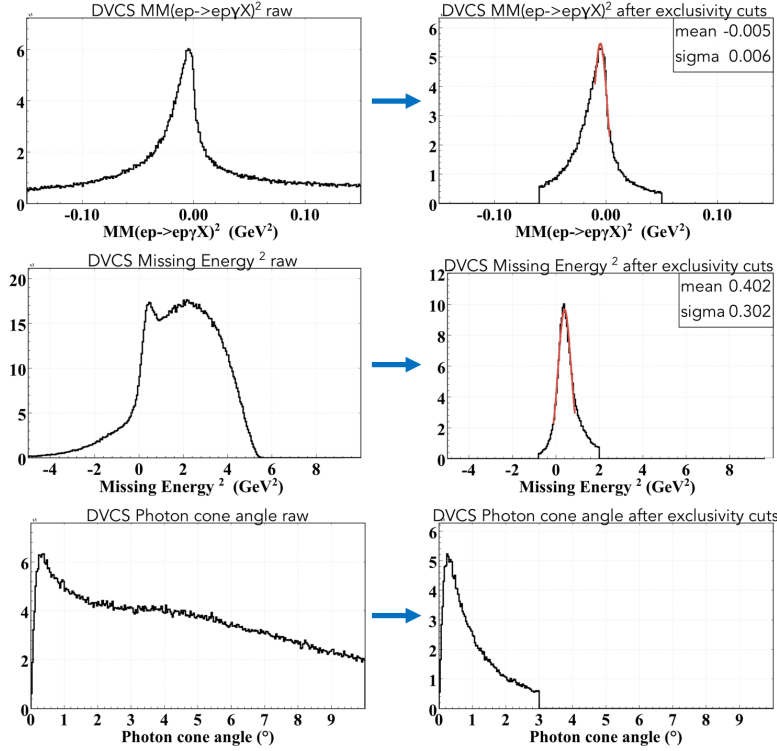 DVCS MM(ep->epγX)² raw
6
4
2
-0.10
0.00
0.10
MM(ep->epγX)² (GeV²)
DVCS MM(ep->epγX)² after exclusivity cuts
mean -0.005
sigma 0.006
6
5
4
3
2
1
0
-0.10
0.00
0.10
MM(ep->epγX)² (GeV²)
DVCS Missing Energy ² raw
20
15
10
5
0
-4
-2
0
2
4
6
8
Missing Energy ² (GeV²)
DVCS Missing Energy ² after exclusivity cuts
mean 0.402
sigma 0.302
12
10
8
6
4
2
0
-4
-2
0
2
4
6
8
Missing Energy ² (GeV²)
DVCS Photon cone angle raw
6
4
2
0
0 1 2 3 4 5 6 7 8 9
Photon cone angle (°)
DVCS Photon cone angle after exclusivity cuts
6
5
4
3
2
1
0
0 1 2 3 4 5 6 7 8 9
Photon cone angle (°)